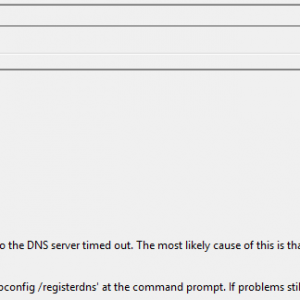 o the DNS server timed out. The most likely cause of this is tha
oconfig /registerdns' at the command prompt. If problems stil